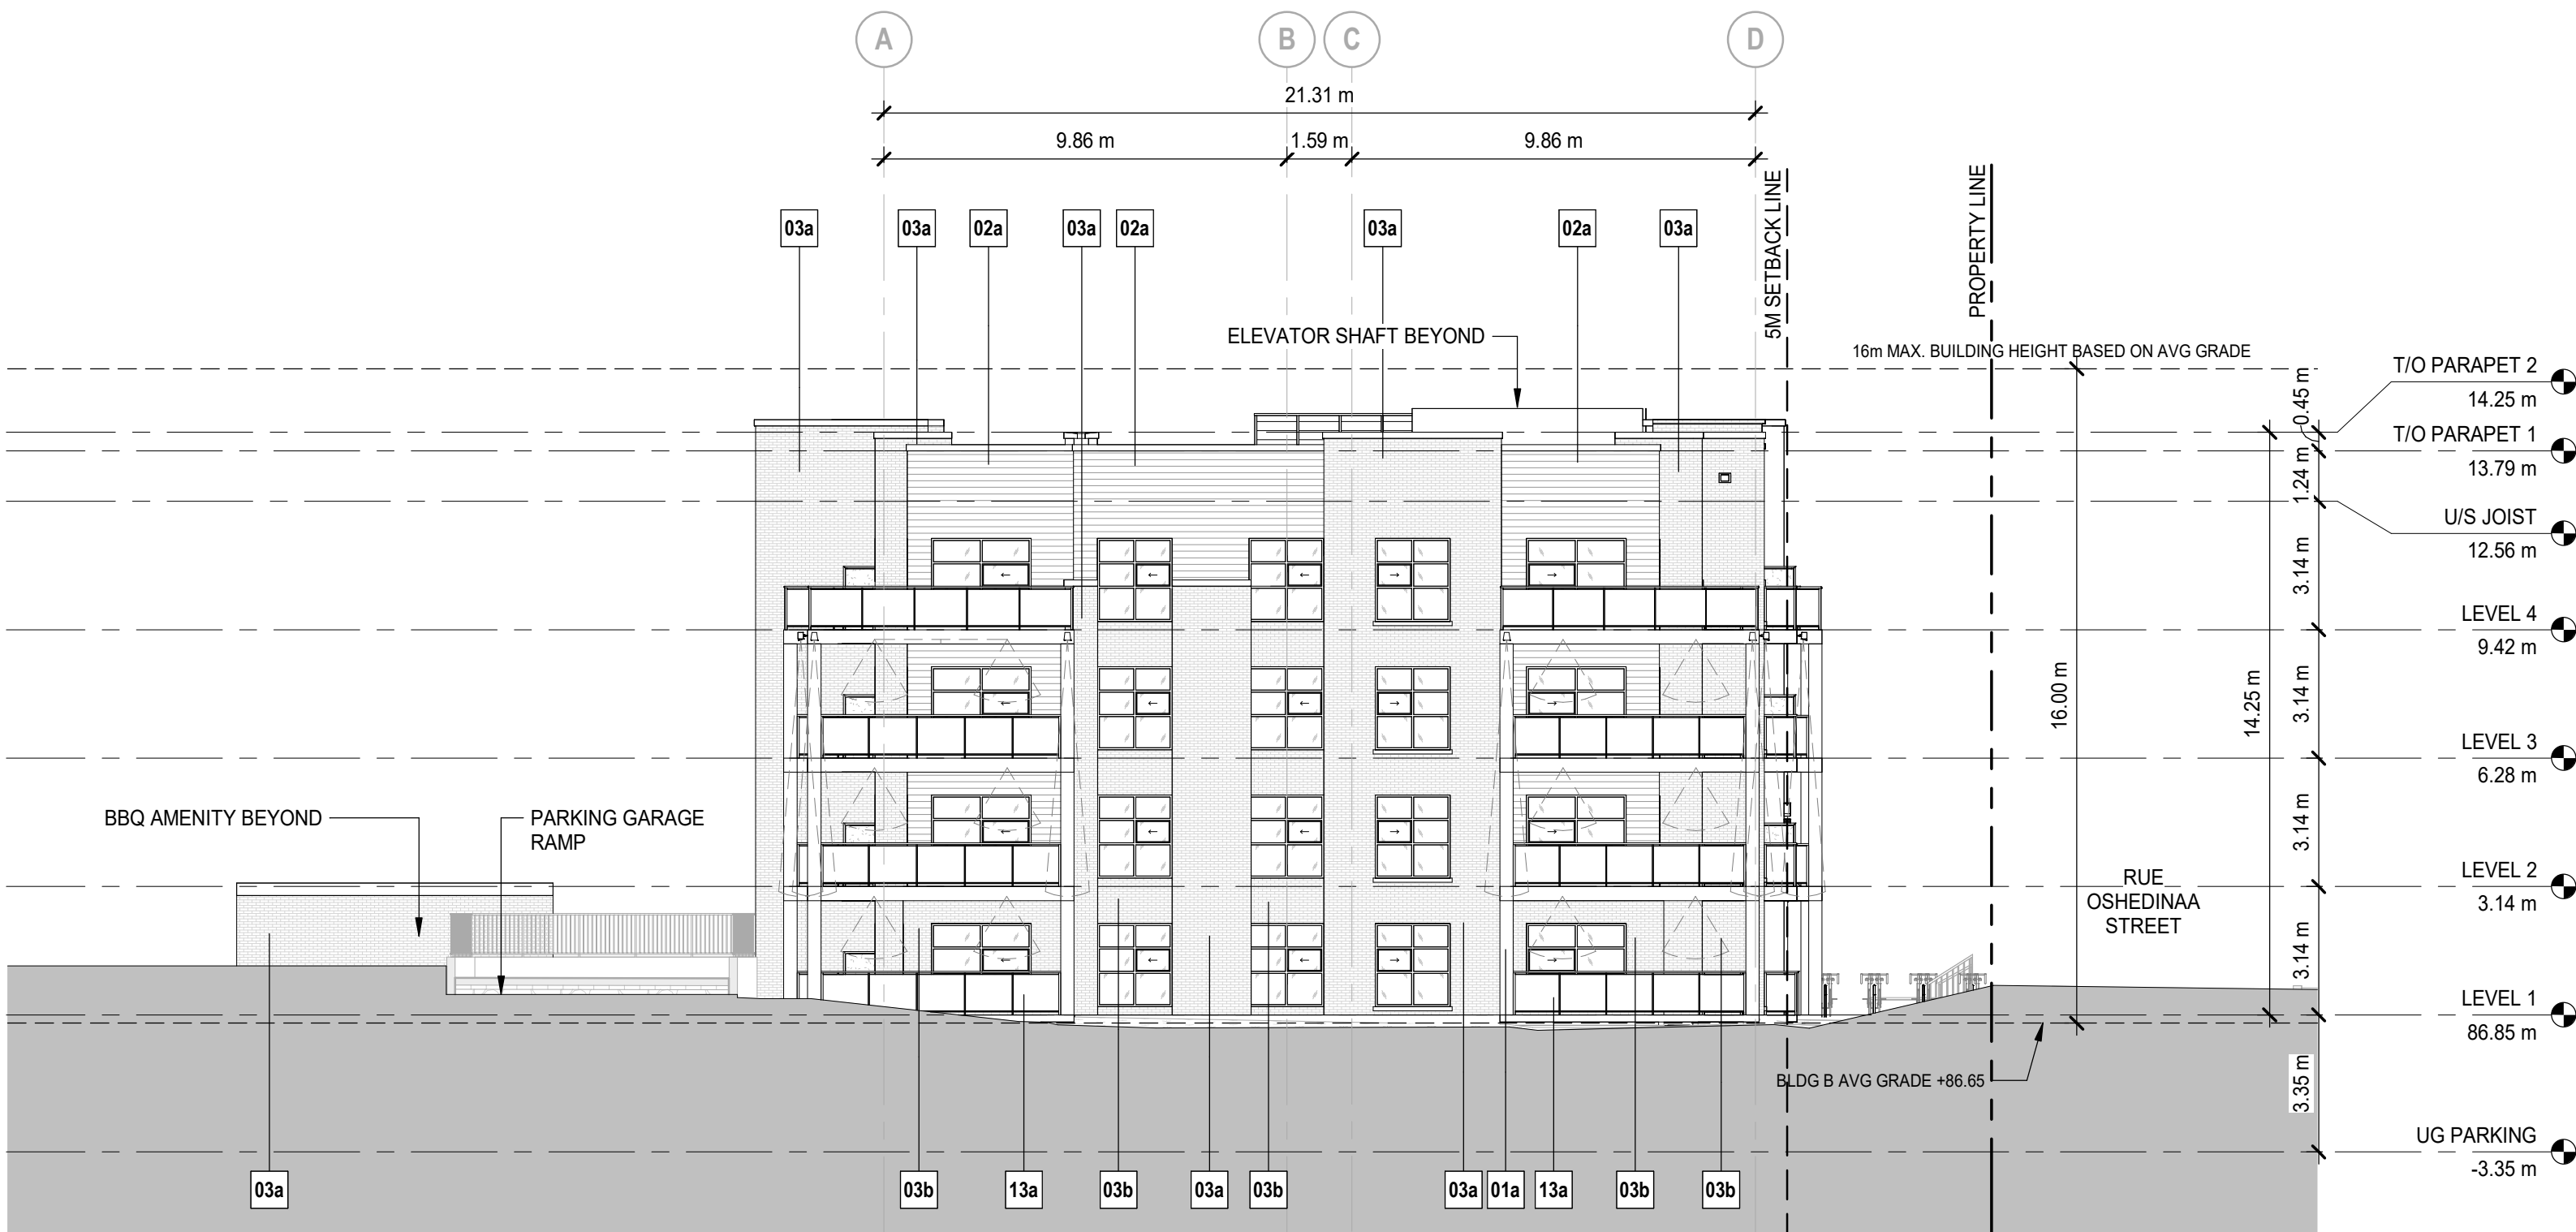 A
B
C
D
21.31 m
9.86 m
1.59 m
9.86 m
03a
03a
02a
03a
02a
03a
02a
03a
5M SETBACK LINE
PROPERTY LINE
ELEVATOR SHAFT BEYOND
16m MAX. BUILDING HEIGHT BASED ON AVG GRADE
T/O PARAPET 2
14.25 m
T/O PARAPET 1
13.79 m
U/S JOIST
12.56 m
LEVEL 4
9.42 m
LEVEL 3
6.28 m
LEVEL 2
3.14 m
LEVEL 1
86.85 m
UG PARKING
-3.35 m
0.45 m
1.24 m
3.14 m
3.14 m
3.14 m
3.14 m
3.35 m
16.00 m
14.25 m
BBQ AMENITY BEYOND
PARKING GARAGE
RAMP
RUE
OSHEDINAA
STREET
BLDG B AVG GRADE +86.65
03a
03b
13a
03b
03a
03b
03a
01a
13a
03b
03b